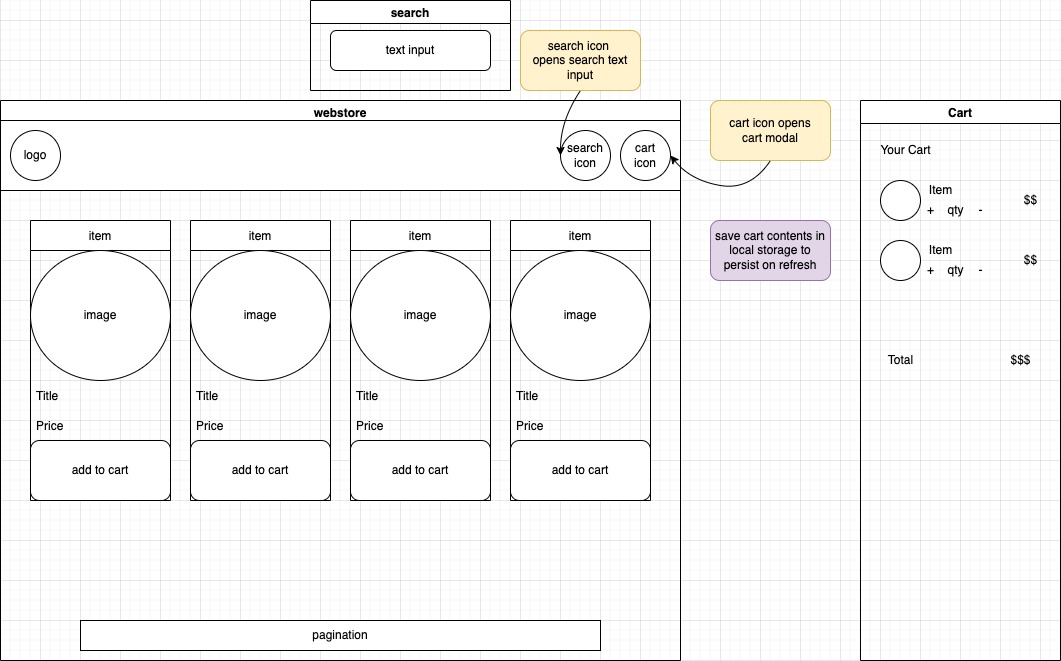 search
text input
search icon
opens search text
input
webstore
logo
search
icon
cart
icon
cart icon opens
cart modal
save cart contents in
local storage to
persist on refresh
item
image
Title
Price
add to cart
item
image
Title
Price
add to cart
item
image
Title
Price
add to cart
item
image
Title
Price
add to cart
pagination
Cart
Your Cart
Item
+ qty -
$$
Item
+ qty -
$$
Total $$$